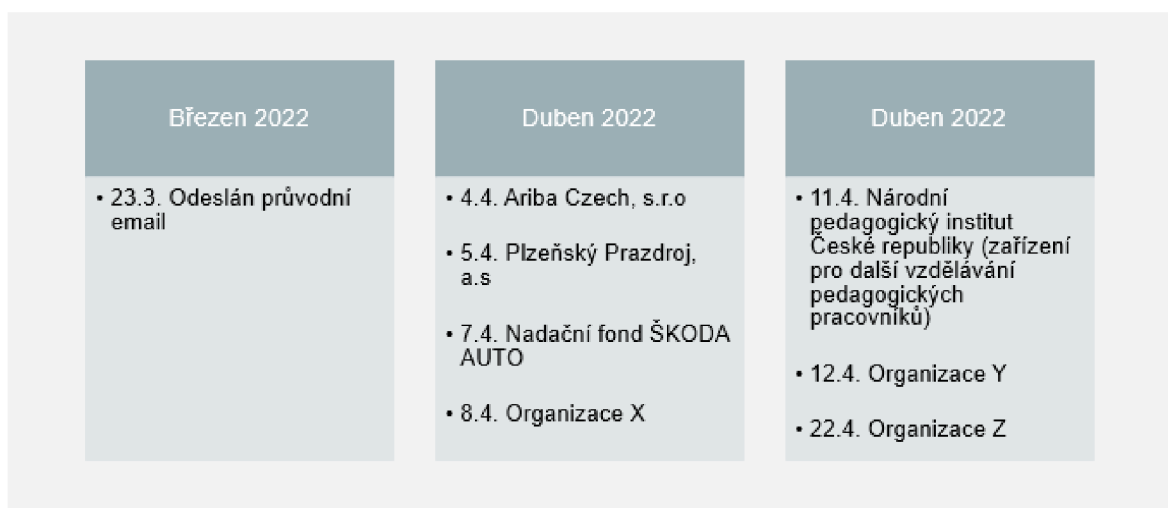 Březen 2022
• 23.3. Odeslán průvodní
email
Duben 2022
• 4.4. Ariba Czech, s.r.o
• 5.4. Plzeňský Prazdroj,
a.s
• 7.4. Nadační fond ŠKODA
AUTO
• 8.4. Organizace X
Duben 2022
• 11.4. Národní
pedagogický institut
České republiky (zařízení
pro další vzdělávání
pedagogických
pracovníků)
• 12.4. Organizace Y
• 22.4. Organizace Z